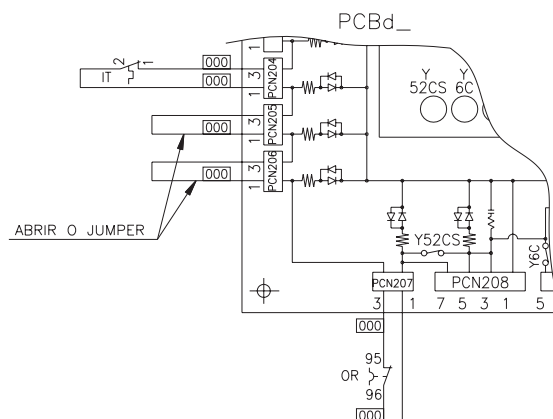 PCBd_
1
000
PCN204
3
1
2
1
IT
000
Y
52CS
Y
6C
PCN205
3
1
000
PCN206
3
1
000
ABRIR O JUMPER
Y52CS
Y6C
PCN207
PCN208
3
1
7
5
3
1
5
000
95
OR
96
000